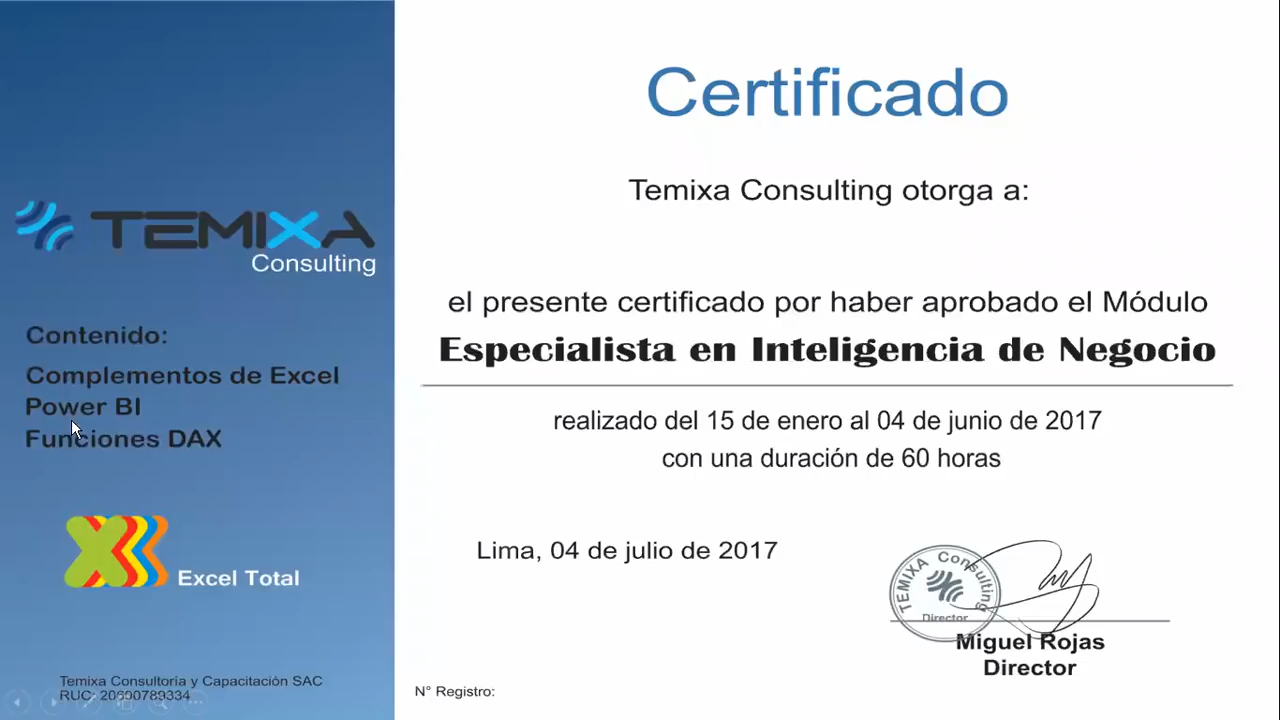 TEMIXA
Consulting
Contenido:
Complementos de Excel
Power BI
Funciones DAX
Excel Total
Temixa Consultoría y Capacitación SAC
RUC: 20600789334
Certificado
Temixa Consulting otorga a:
el presente certificado por haber aprobado el Módulo
Especialista en Inteligencia de Negocio
realizado del 15 de enero al 04 de junio de 2017
con una duración de 60 horas
Lima, 04 de julio de 2017
TEMIXA Consulting
Director
Miguel Rojas
Director
N° Registro: